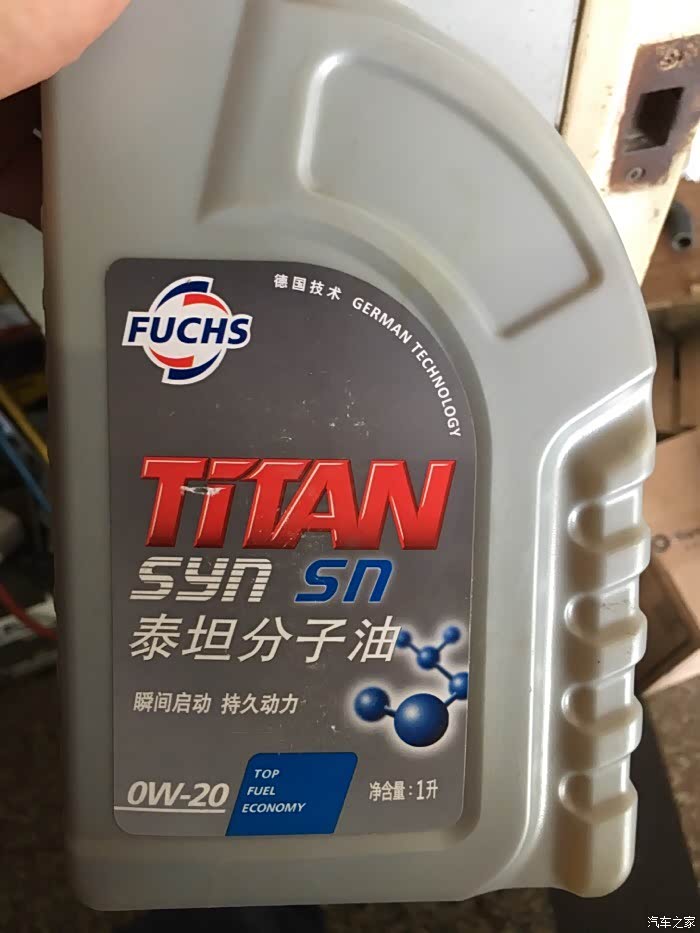 FUCHS
德国技术 GERMAN TECHNOLOGY
TiTAN
SYN SN
泰坦分子油
瞬间启动 持久动力
0W-20
TOP
FUEL
ECONOMY
净含量:1升
汽车之家